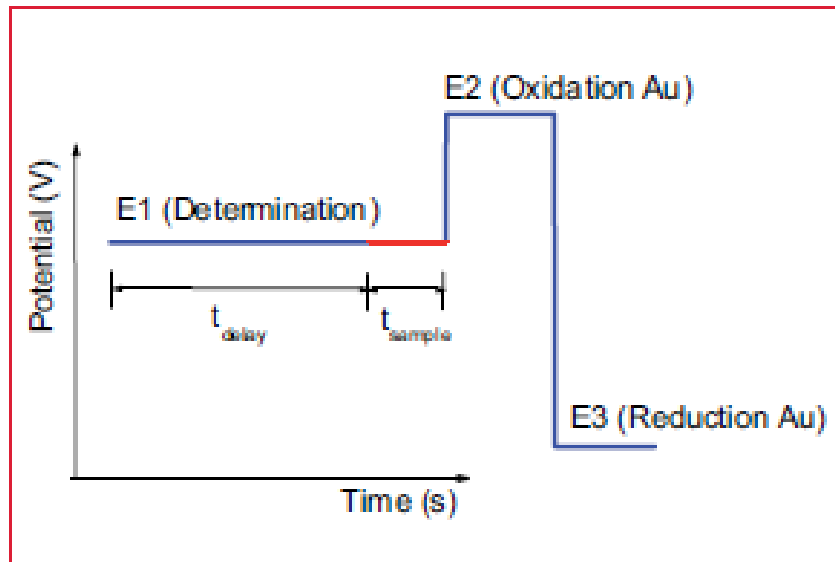 E2 (Oxidation Au)
E1 (Determination)
Potential (V)
t delay
t sample
E3 (Reduction Au)
Time (s)